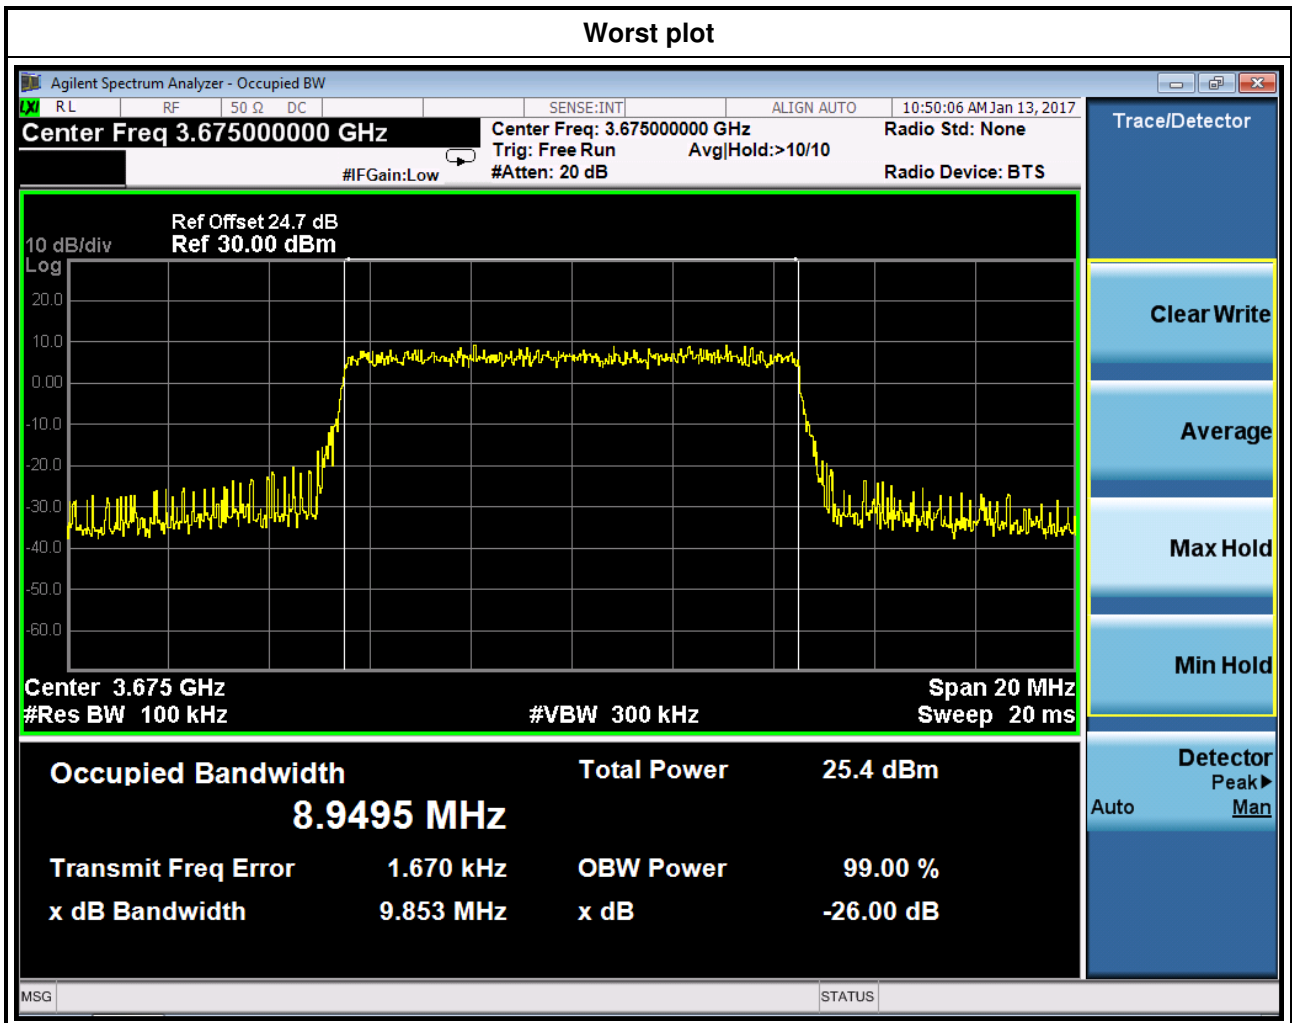 Worst plot
Agilent Spectrum Analyzer - Occupied BW
LXI RL RF 50 Ω DC SENSE:INT ALIGN AUTO 10:50:06 AM Jan 13, 2017
Center Freq 3.675000000 GHz
Center Freq: 3.675000000 GHz Radio Std: None
Trig: Free Run Avg|Hold:>10/10
#IFGain:Low #Atten: 20 dB Radio Device: BTS
Trace/Detector
Ref Offset 24.7 dB
10 dB/div Ref 30.00 dBm
Log
20.0
10.0
0.00
-10.0
-20.0
-30.0
-40.0
-50.0
-60.0
Center 3.675 GHz Span 20 MHz
#Res BW 100 kHz #VBW 300 kHz Sweep 20 ms
Clear Write
Average
Max Hold
Min Hold
Detector
Peak▶
Auto Man
Occupied Bandwidth Total Power 25.4 dBm
8.9495 MHz
Transmit Freq Error 1.670 kHz OBW Power 99.00 %
x dB Bandwidth 9.853 MHz x dB -26.00 dB
MSG STATUS